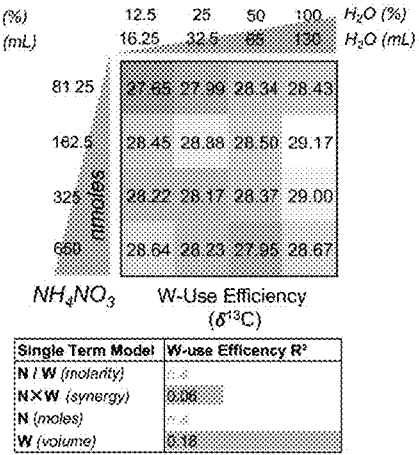 (%) 12.5 25 50 100 H₂O (%)
(mL) 16.25 32.5 65 130 H₂O (mL)
81.25 27.65 27.99 28.34 28.43
162.5 28.45 28.88 28.50 29.17
325 28.22 28.17 28.37 29.00
650 28.64 28.23 27.95 28.67
nmoles
NH₄NO₃ W-Use Efficiency
(δ¹³C)
Single Term Model W-use Efficency R²
N / W (molarity) n.s
N×W (synergy) 0.06
N (moles) n.s
W (volume) 0.18